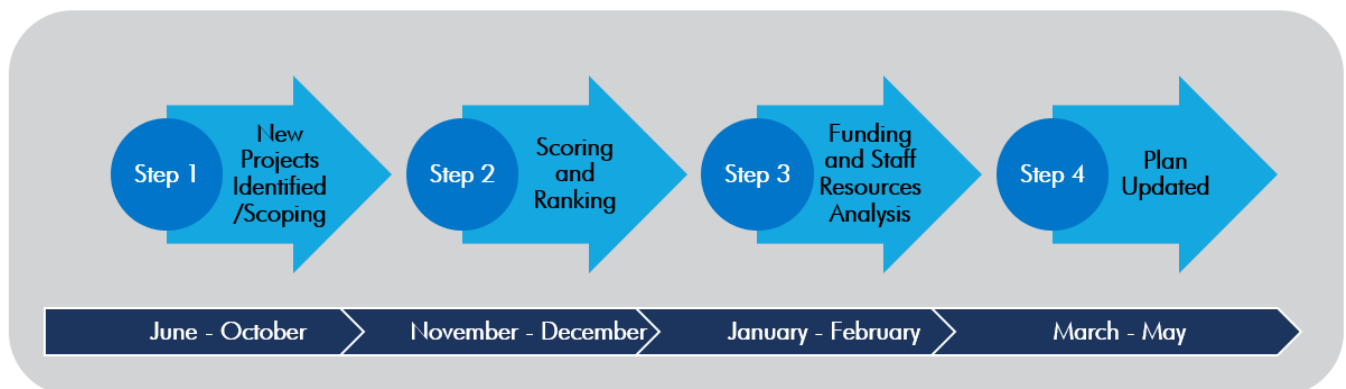 Step 1
New
Projects
Identified
/Scoping
Step 2
Scoring
and
Ranking
Step 3
Funding
and Staff
Resources
Analysis
Step 4
Plan
Updated
June - October
November - December
January - February
March - May